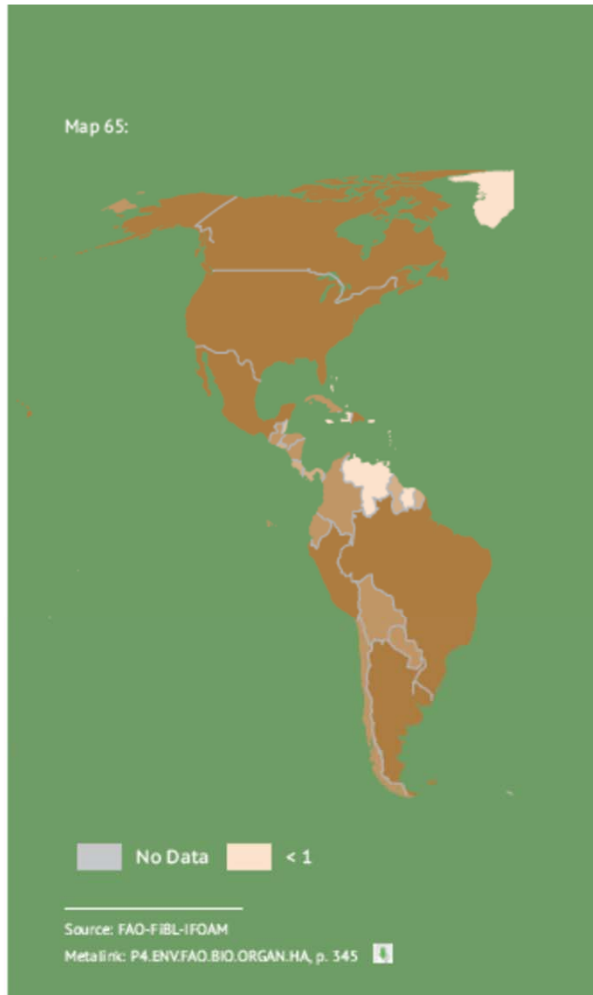 Map 65:
No Data < 1
Source: FAO-FiBL-IFOAM
Metalink: P4.ENV.FAO.BIO.ORGAN.HA, p. 345